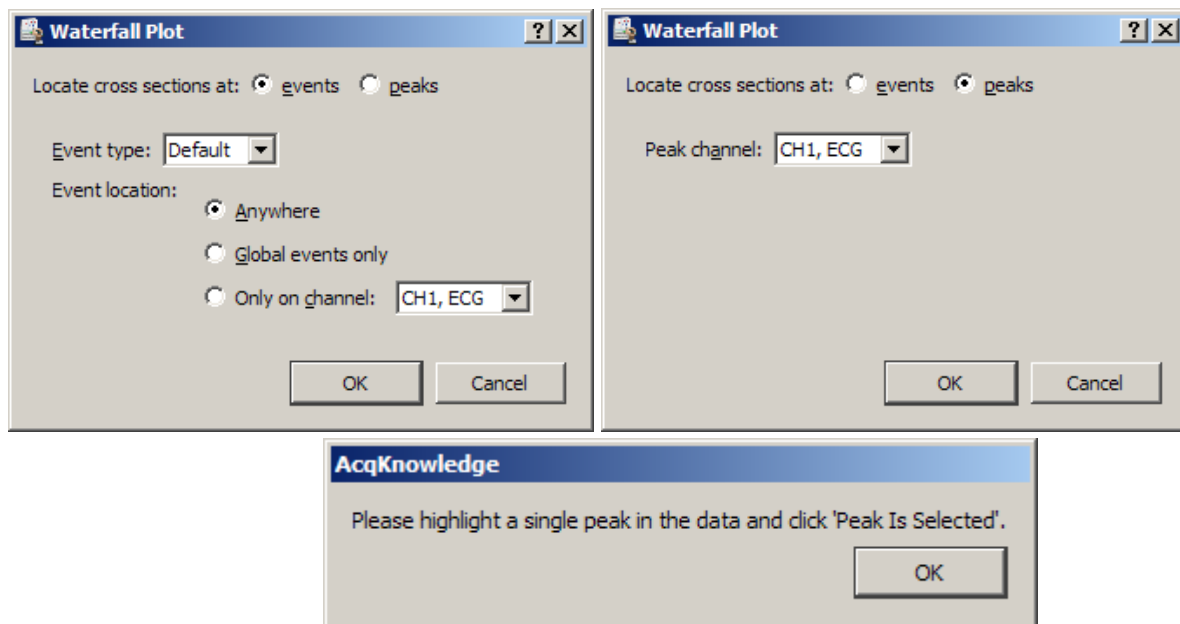 Waterfall Plot
Locate cross sections at: events peaks
Event type: Default
Event location:
Anywhere
Global events only
Only on channel: CH1, ECG
OK Cancel
Waterfall Plot
Locate cross sections at: events peaks
Peak channel: CH1, ECG
OK Cancel
AcqKnowledge
Please highlight a single peak in the data and click 'Peak Is Selected'.
OK